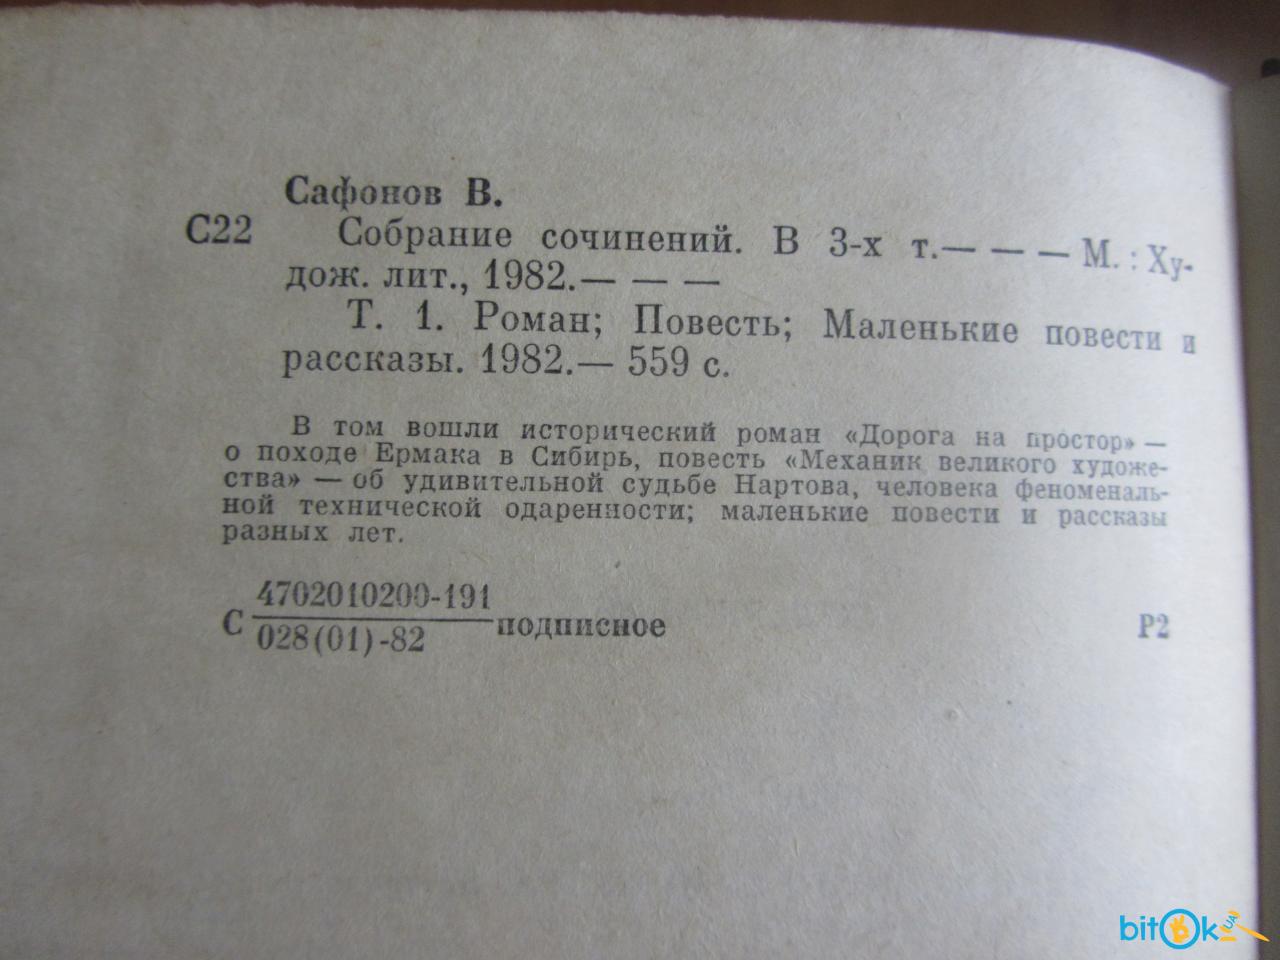 Сафонов В.
С22 Собрание сочинений. В 3-х т.— — — М. : Ху-
дож. лит., 1982.— — —
Т. 1. Роман; Повесть; Маленькие повести и
рассказы. 1982.— 559 с.
В том вошли исторический роман «Дорога на простор» —
о походе Ермака в Сибирь, повесть «Механик великого художе-
ства» — об удивительной судьбе Нартова, человека феноменаль-
ной технической одаренности; маленькие повести и рассказы
разных лет.
4702010200-191
С подписное Р2
028(01)-82
bitOk UA